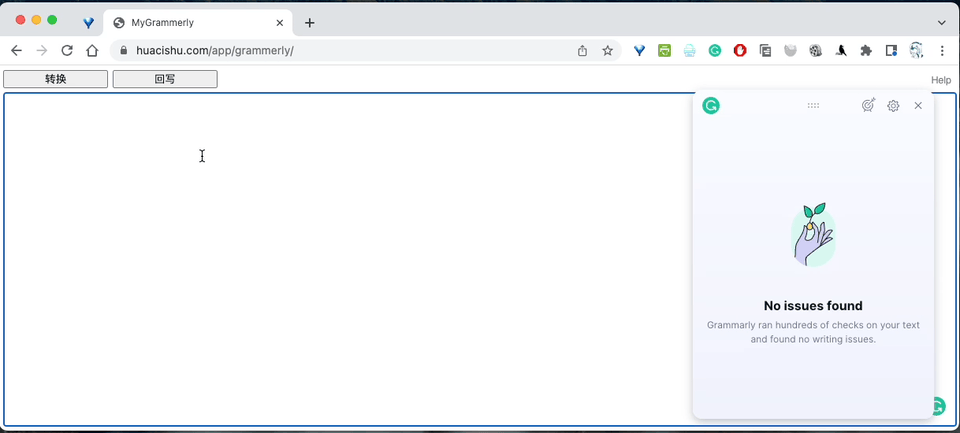 MyGrammerly
huacishu.com/app/grammerly/
转换 回写 Help
No issues found
Grammarly ran hundreds of checks on your text
and found no writing issues.